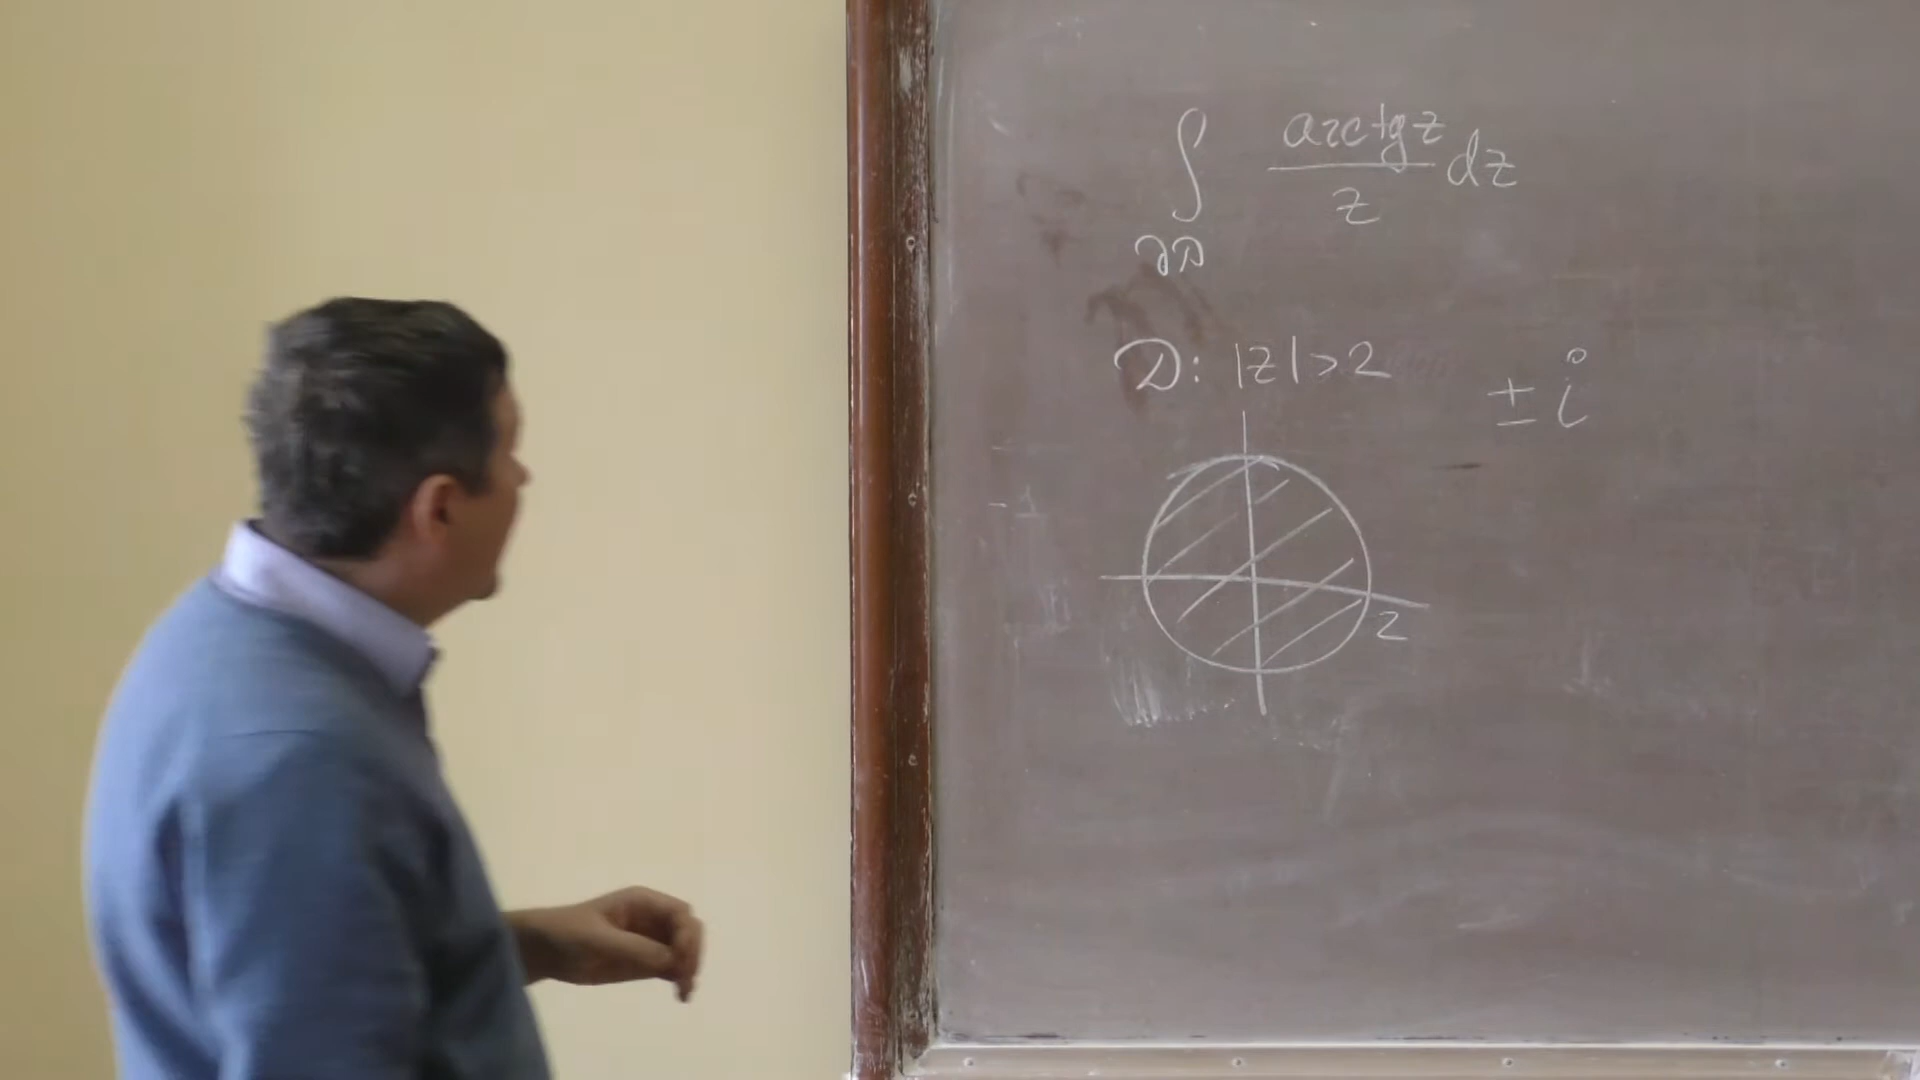 ∫ arctg z / z dz
∂D
D: |z| > 2
± i
2